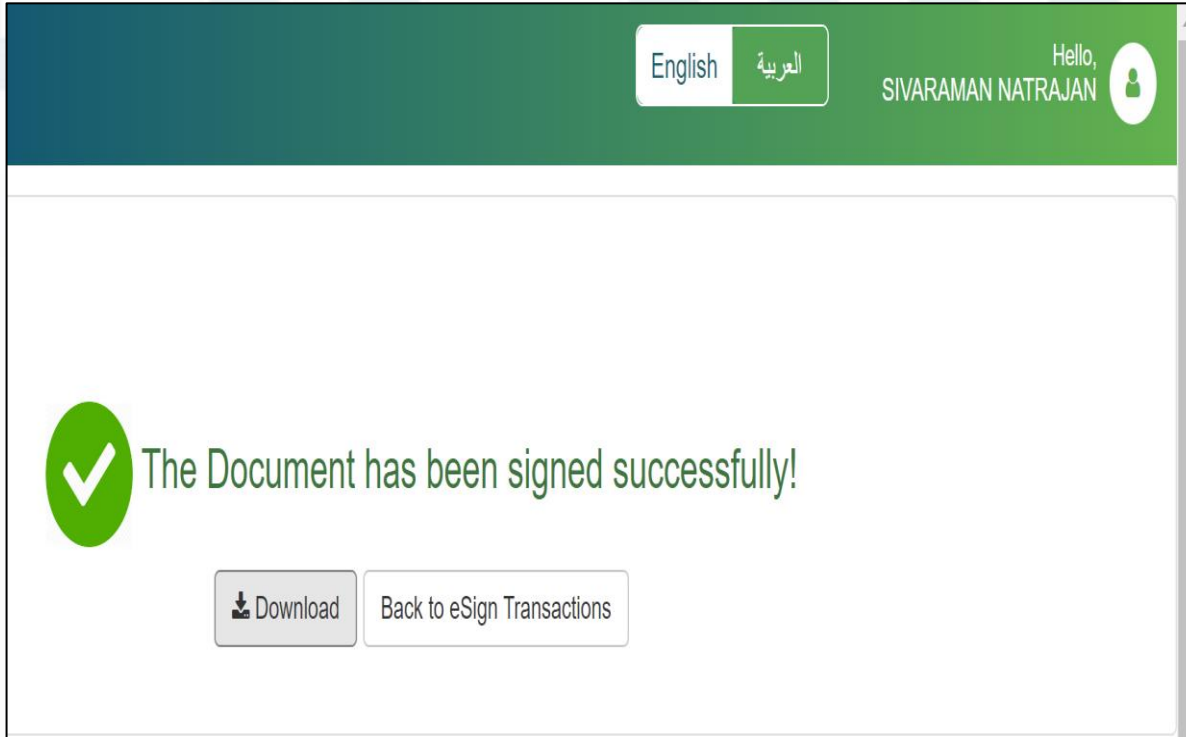 English العربية
Hello,
SIVARAMAN NATRAJAN
The Document has been signed successfully!
Download Back to eSign Transactions